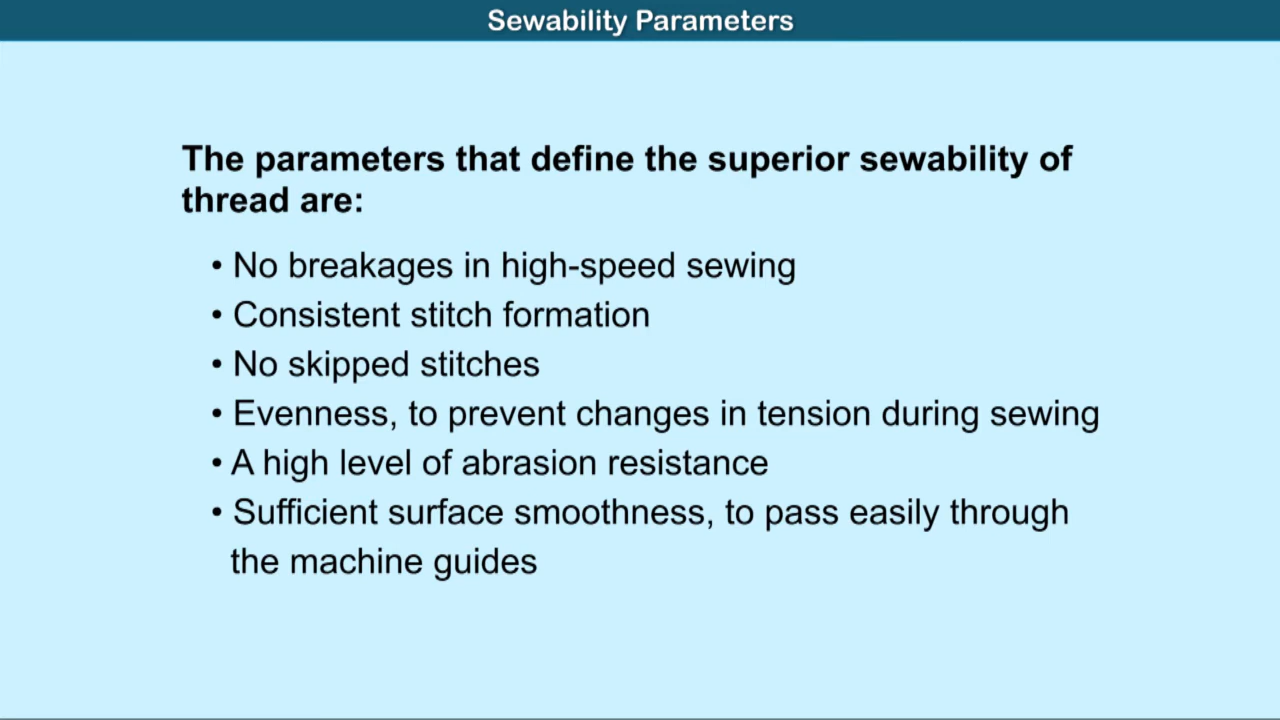 Sewability Parameters
The parameters that define the superior sewability of
thread are:
• No breakages in high-speed sewing
• Consistent stitch formation
• No skipped stitches
• Evenness, to prevent changes in tension during sewing
• A high level of abrasion resistance
• Sufficient surface smoothness, to pass easily through
the machine guides